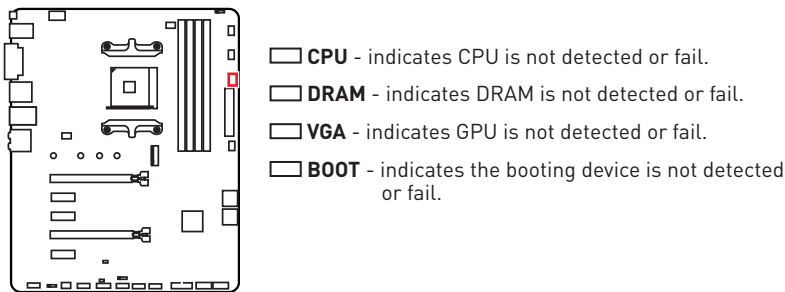 CPU - indicates CPU is not detected or fail.
DRAM - indicates DRAM is not detected or fail.
VGA - indicates GPU is not detected or fail.
BOOT - indicates the booting device is not detected
or fail.